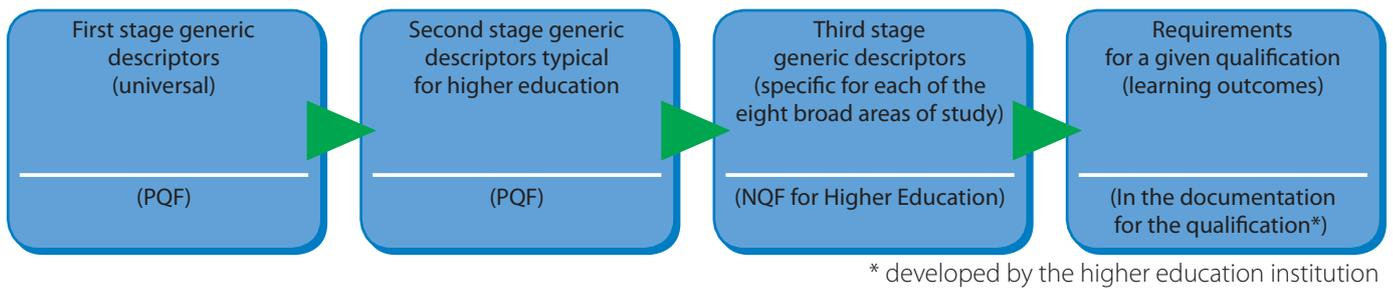 First stage generic
descriptors
(universal)
(PQF)
Second stage generic
descriptors typical
for higher education
(PQF)
Third stage
generic descriptors
(specific for each of the
eight broad areas of study)
(NQF for Higher Education)
Requirements
for a given qualification
(learning outcomes)
(In the documentation
for the qualification*)
* developed by the higher education institution